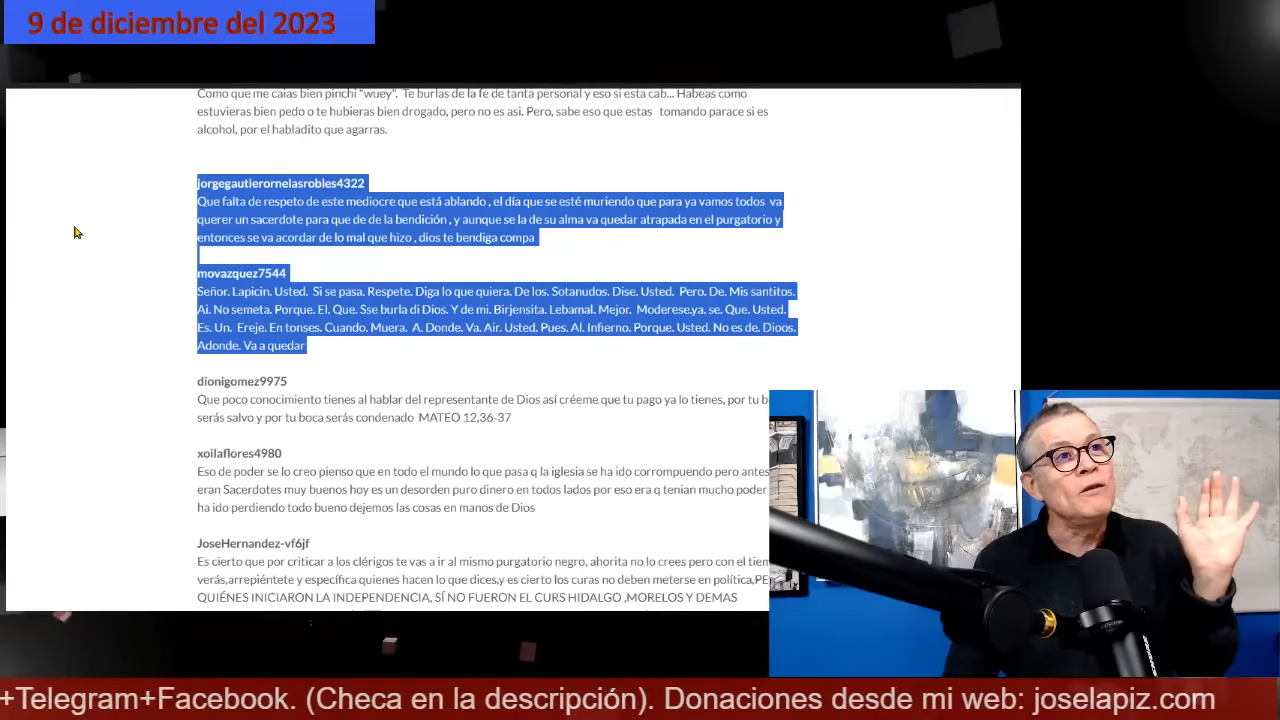 9 de diciembre del 2023
Como que me caias bien pinchi "wuey". Te burlas de la fe de tanta personal y eso si esta cab... Habeas como
estuvieras bien pedo o te hubieras bien drogado, pero no es asi. Pero, sabe eso que estas tomando parace si es
alcohol, por el habladito que agarras.
jorgegautierornelasrobles4322
Que falta de respeto de este mediocre que está ablando , el día que se esté muriendo que para ya vamos todos va
querer un sacerdote para que de de la bendición , y aunque se la de su alma va quedar atrapada en el purgatorio y
entonces se va acordar de lo mal que hizo , dios te bendiga compa
movazquez7544
Señor. Lapicin. Usted. Si se pasa. Respete. Diga lo que quiera. De los. Sotanudos. Dise. Usted. Pero. De. Mis santitos.
Ai. No semeta. Porque. El. Que. Sse burla di Dios. Y de mi. Birjensita. Lebamal. Mejor. Moderese.ya. se. Que. Usted.
Es. Un. Ereje. En tonses. Cuando. Muera. A. Donde. Va. Air. Usted. Pues. Al. Infierno. Porque. Usted. No es de. Dioos.
Adonde. Va a quedar
dionigomez9975
Que poco conocimiento tienes al hablar del representante de Dios así créeme que tu pago ya lo tienes, por tu b
serás salvo y por tu boca serás condenado MATEO 12,36-37
xoilaflores4980
Eso de poder se lo creo pienso que en todo el mundo lo que pasa q la iglesia se ha ido corrompuendo pero antes
eran Sacerdotes muy buenos hoy es un desorden puro dinero en todos lados por eso era q tenian mucho poder
ha ido perdiendo todo bueno dejemos las cosas en manos de Dios
JoseHernandez-vf6jf
Es cierto que por criticar a los clérigos te vas a ir al mismo purgatorio negro, ahorita no lo crees pero con el tiem
verás,arrepiéntete y específica quienes hacen lo que dices,y es cierto los curas no deben meterse en política,PE
QUIÉNES INICIARON LA INDEPENDENCIA, SÍ NO FUERON EL CURS HIDALGO ,MORELOS Y DEMAS
+Telegram+Facebook. (Checa en la descripción). Donaciones desde mi web: joselapiz.com